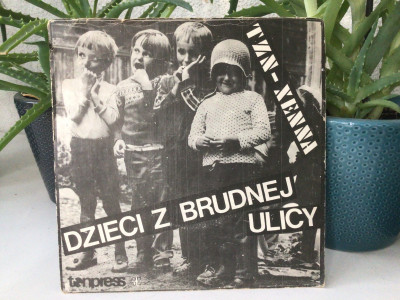 TZN-XENNA
DZIECI Z BRUDNEJ
ULICY
tonpress